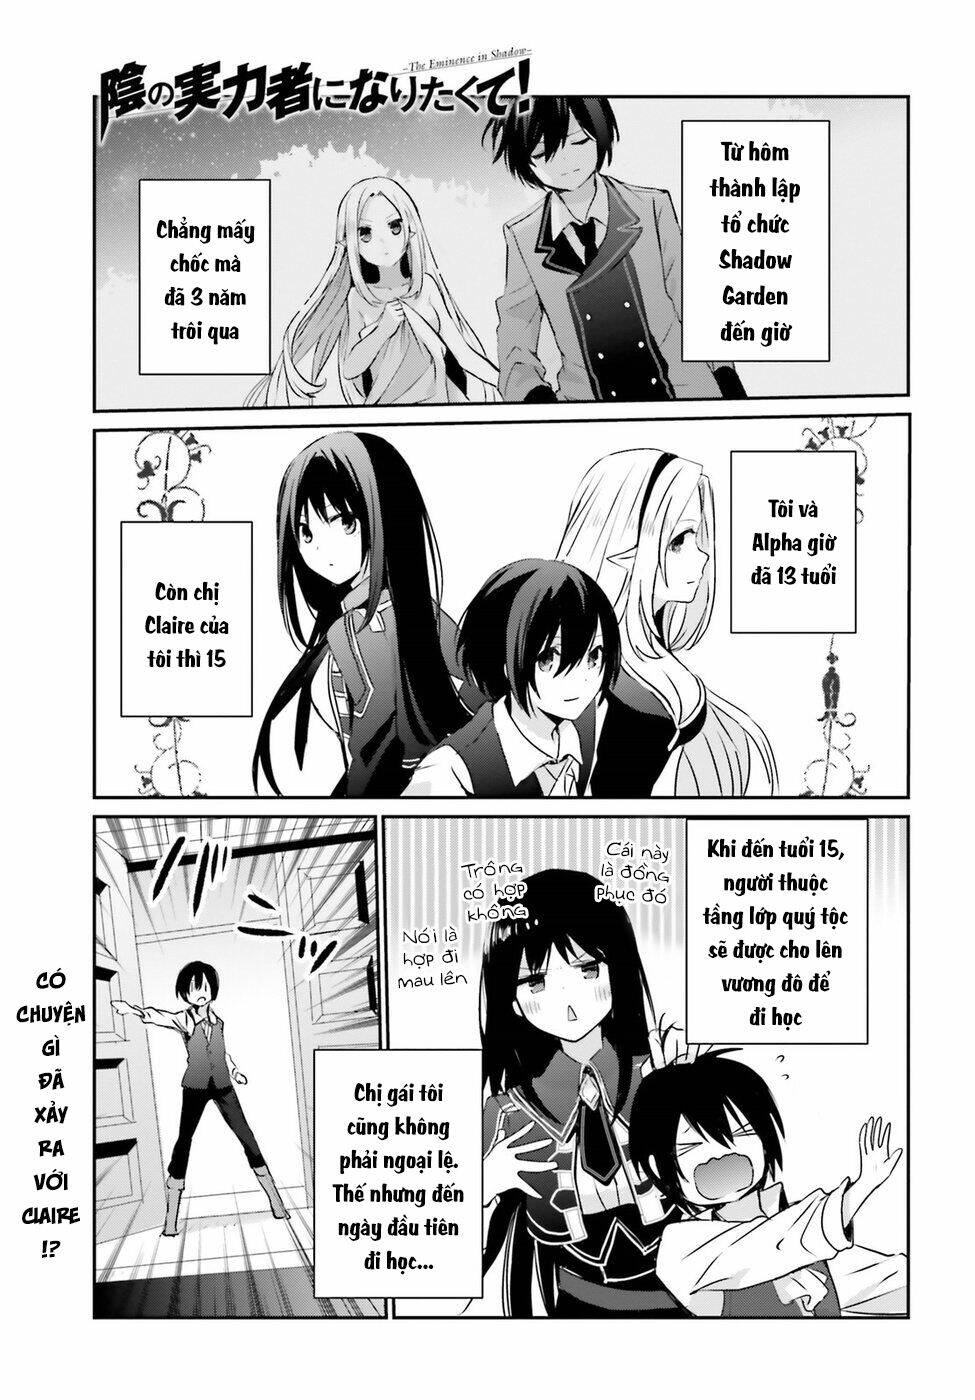 -The Eminence in Shadow-
陰の実力者になりたくて！
Từ hôm
thành lập
tổ chức
Shadow
Garden
đến giờ
Chẳng mấy
chốc mà
đã 3 năm
trôi qua
Tôi và
Alpha giờ
đã 13 tuổi
Còn chị
Claire của
tôi thì 15
Khi đến tuổi 15,
người thuộc
tầng lớp quý tộc
sẽ được cho lên
vương đô để
đi học
Cái này
là đồng
phục đó
Trông
có hợp
không
Nói là
hợp đi
mau lên
Chị gái tôi
cũng không
phải ngoại lệ.
Thế nhưng đến
ngày đầu tiên
đi học...
CÓ
CHUYỆN
GÌ
ĐÃ
XẢY
RA
VỚI
CLAIRE
!?